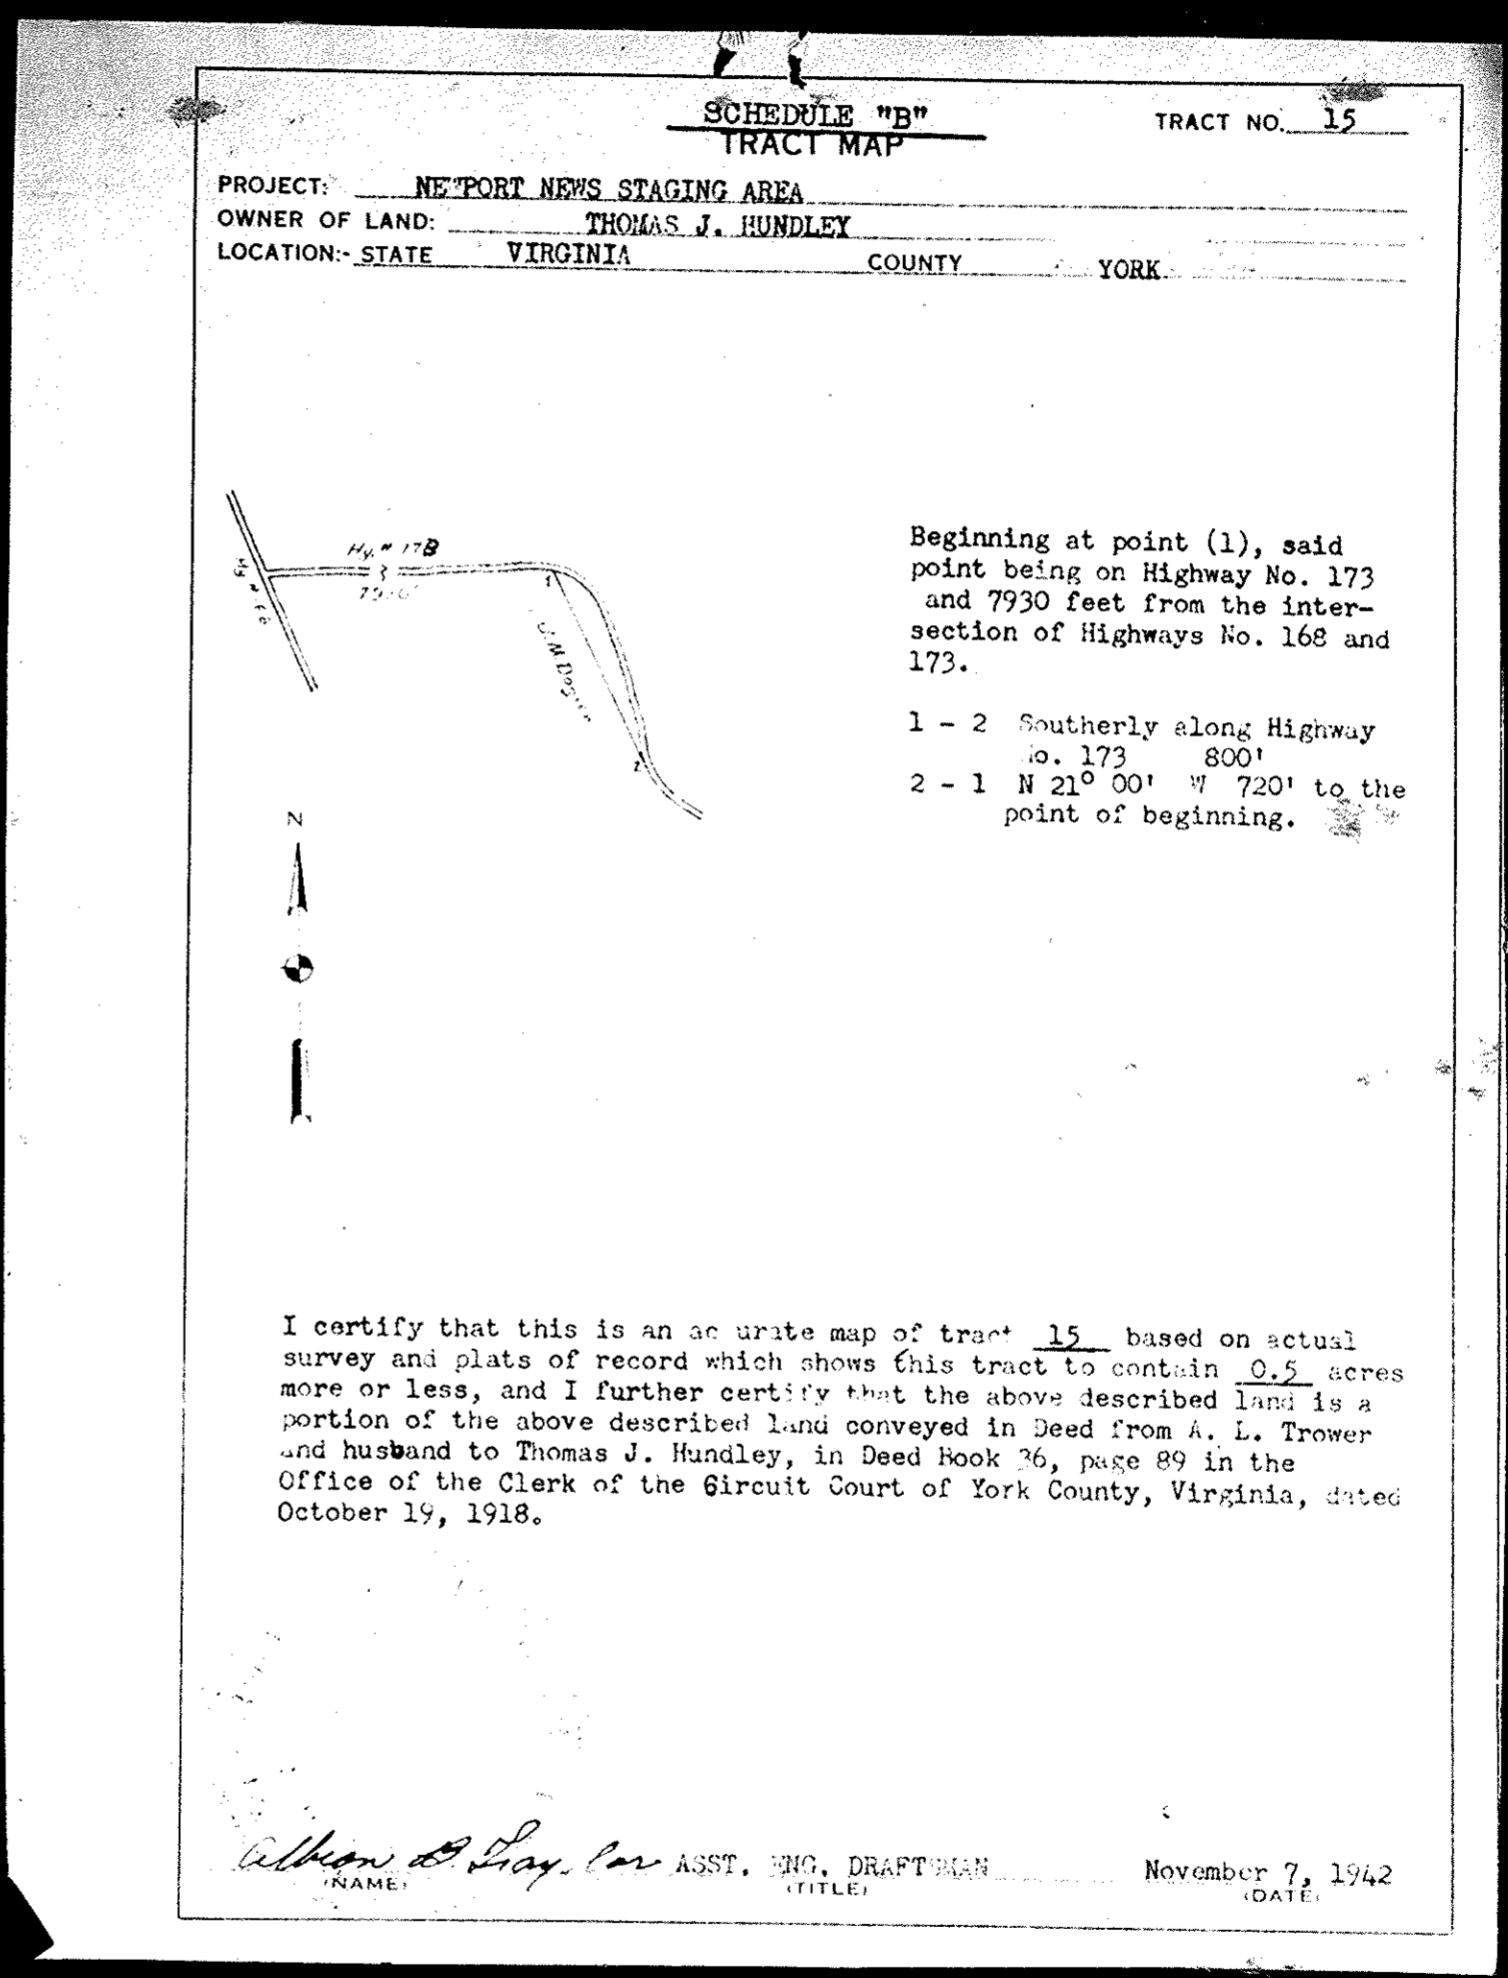 SCHEDULE "B"
TRACT MAP
TRACT NO. 15
PROJECT: NEWPORT NEWS STAGING AREA
OWNER OF LAND: THOMAS J. HUNDLEY
LOCATION:- STATE VIRGINIA COUNTY YORK
Hy. N 173
Beginning at point (1), said
point being on Highway No. 173
and 7930 feet from the inter-
section of Highways No. 168 and
173.
1
2
1 - 2 Southerly along Highway
No. 173 800'
2 - 1 N 21° 00' W 720' to the
point of beginning.
N
I certify that this is an accurate map of tract 15 based on actual
survey and plats of record which shows this tract to contain 0.5 acres
more or less, and I further certify that the above described land is a
portion of the above described land conveyed in Deed from A. L. Trower
and husband to Thomas J. Hundley, in Deed Book 36, page 89 in the
Office of the Clerk of the Circuit Court of York County, Virginia, dated
October 19, 1918.
Albion B. ASST. ENG. DRAFTSMAN November 7, 1942
(NAME) (TITLE) (DATE)